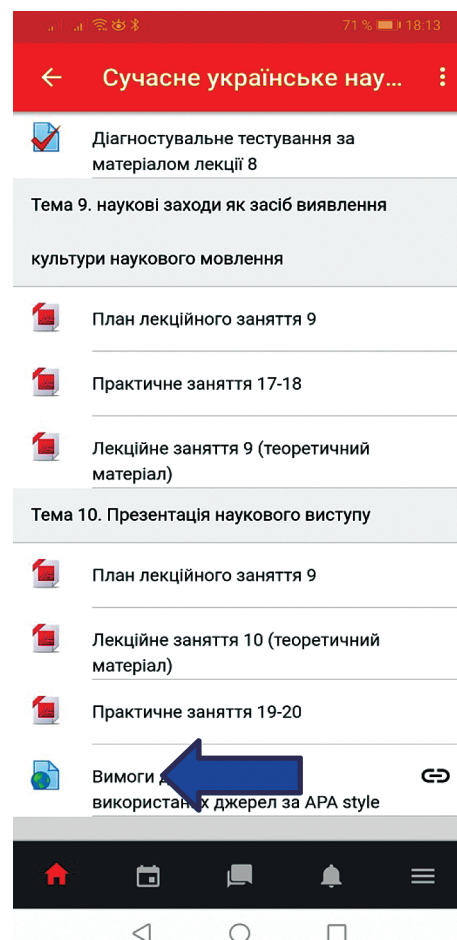 71 % 18:13
Сучасне українське нау...
Діагностувальне тестування за
матеріалом лекції 8
Тема 9. наукові заходи як засіб виявлення
культури наукового мовлення
План лекційного заняття 9
Практичне заняття 17-18
Лекційне заняття 9 (теоретичний
матеріал)
Тема 10. Презентація наукового виступу
План лекційного заняття 9
Лекційне заняття 10 (теоретичний
матеріал)
Практичне заняття 19-20
Вимоги
джерел за APA style